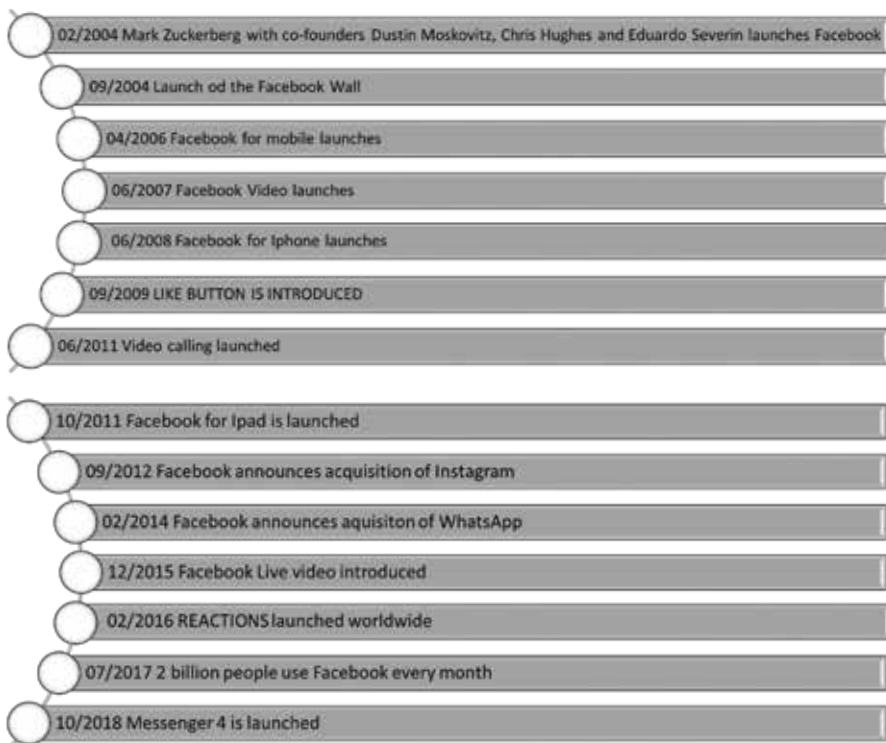 02/2004 Mark Zuckerberg with co-founders Dustin Moskovitz, Chris Hughes and Eduardo Severin launches Facebook
09/2004 Launch od the Facebook Wall
04/2006 Facebook for mobile launches
06/2007 Facebook Video launches
06/2008 Facebook for Iphone launches
09/2009 LIKE BUTTON IS INTRODUCED
06/2011 Video calling launched
10/2011 Facebook for Ipad is launched
09/2012 Facebook announces acquisition of Instagram
02/2014 Facebook announces aquisiton of WhatsApp
12/2015 Facebook Live video introduced
02/2016 REACTIONS launched worldwide
07/2017 2 billion people use Facebook every month
10/2018 Messenger 4 is launched